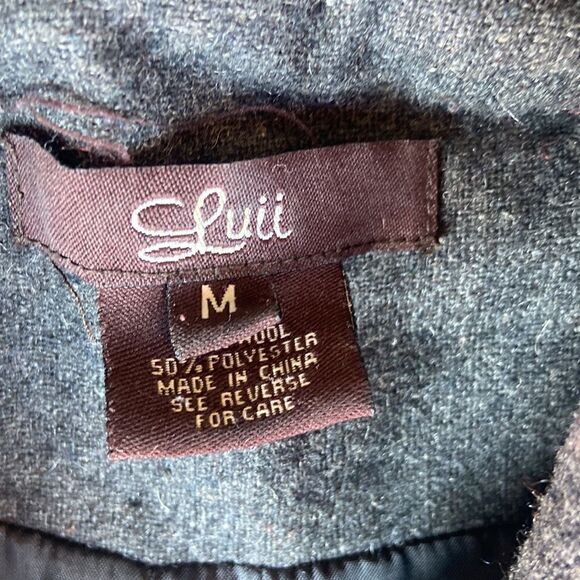 Luii
M
WOOL
50% POLYESTER
MADE IN CHINA
SEE REVERSE
FOR CARE